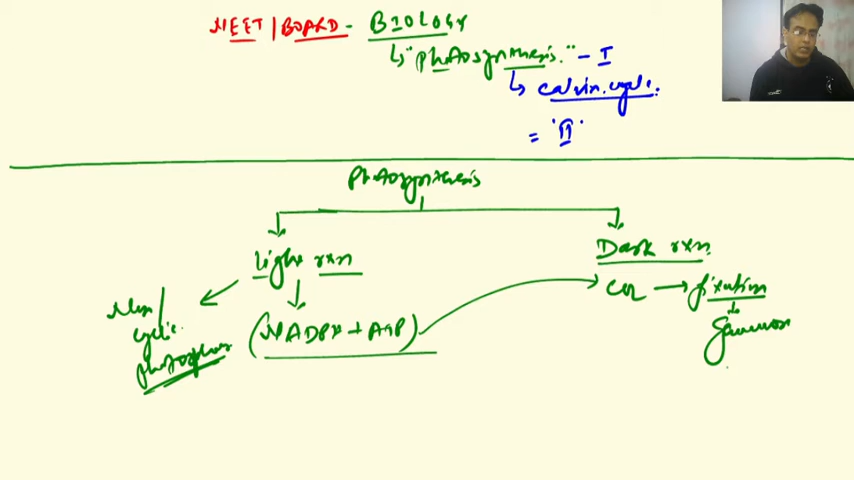 NEET | BOARD - BIOLOGY
↳ "photosynthesis." - I
↳ calvin. cycle.
= 'II'
Photosynthesis
Light rxn
Dark rxn
CO2 → fixation
Non/
cyclic
photophos
(NADPH + ATP)